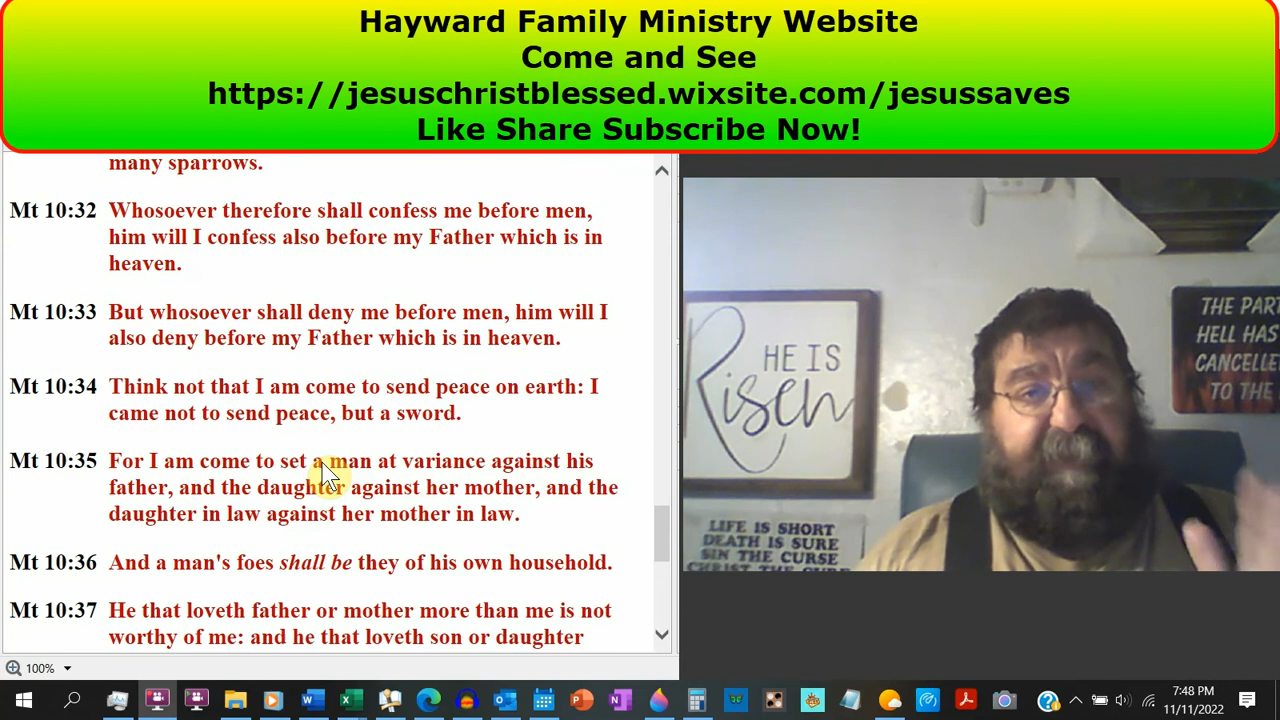 Hayward Family Ministry Website
Come and See
https://jesuschristblessed.wixsite.com/jesussaves
Like Share Subscribe Now!
many sparrows.
Mt 10:32 Whosoever therefore shall confess me before men,
him will I confess also before my Father which is in
heaven.
Mt 10:33 But whosoever shall deny me before men, him will I
also deny before my Father which is in heaven.
Mt 10:34 Think not that I am come to send peace on earth: I
came not to send peace, but a sword.
Mt 10:35 For I am come to set a man at variance against his
father, and the daughter against her mother, and the
daughter in law against her mother in law.
Mt 10:36 And a man's foes shall be they of his own household.
Mt 10:37 He that loveth father or mother more than me is not
worthy of me: and he that loveth son or daughter
HE IS
Risen
THE PAR
HELL HAS
CANCELLE
TO THE
LIFE IS SHORT
DEATH IS SURE
SIN THE CURSE
CHRIST THE CURE
100%
7:48 PM
11/11/2022